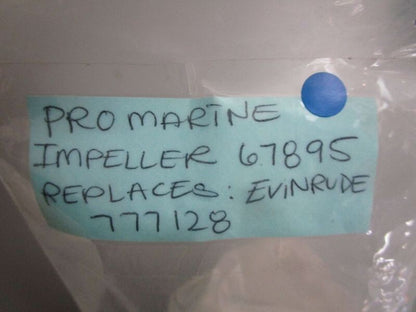 PRO MARINE
IMPELLER 67895
REPLACES: EVINRUDE
777128